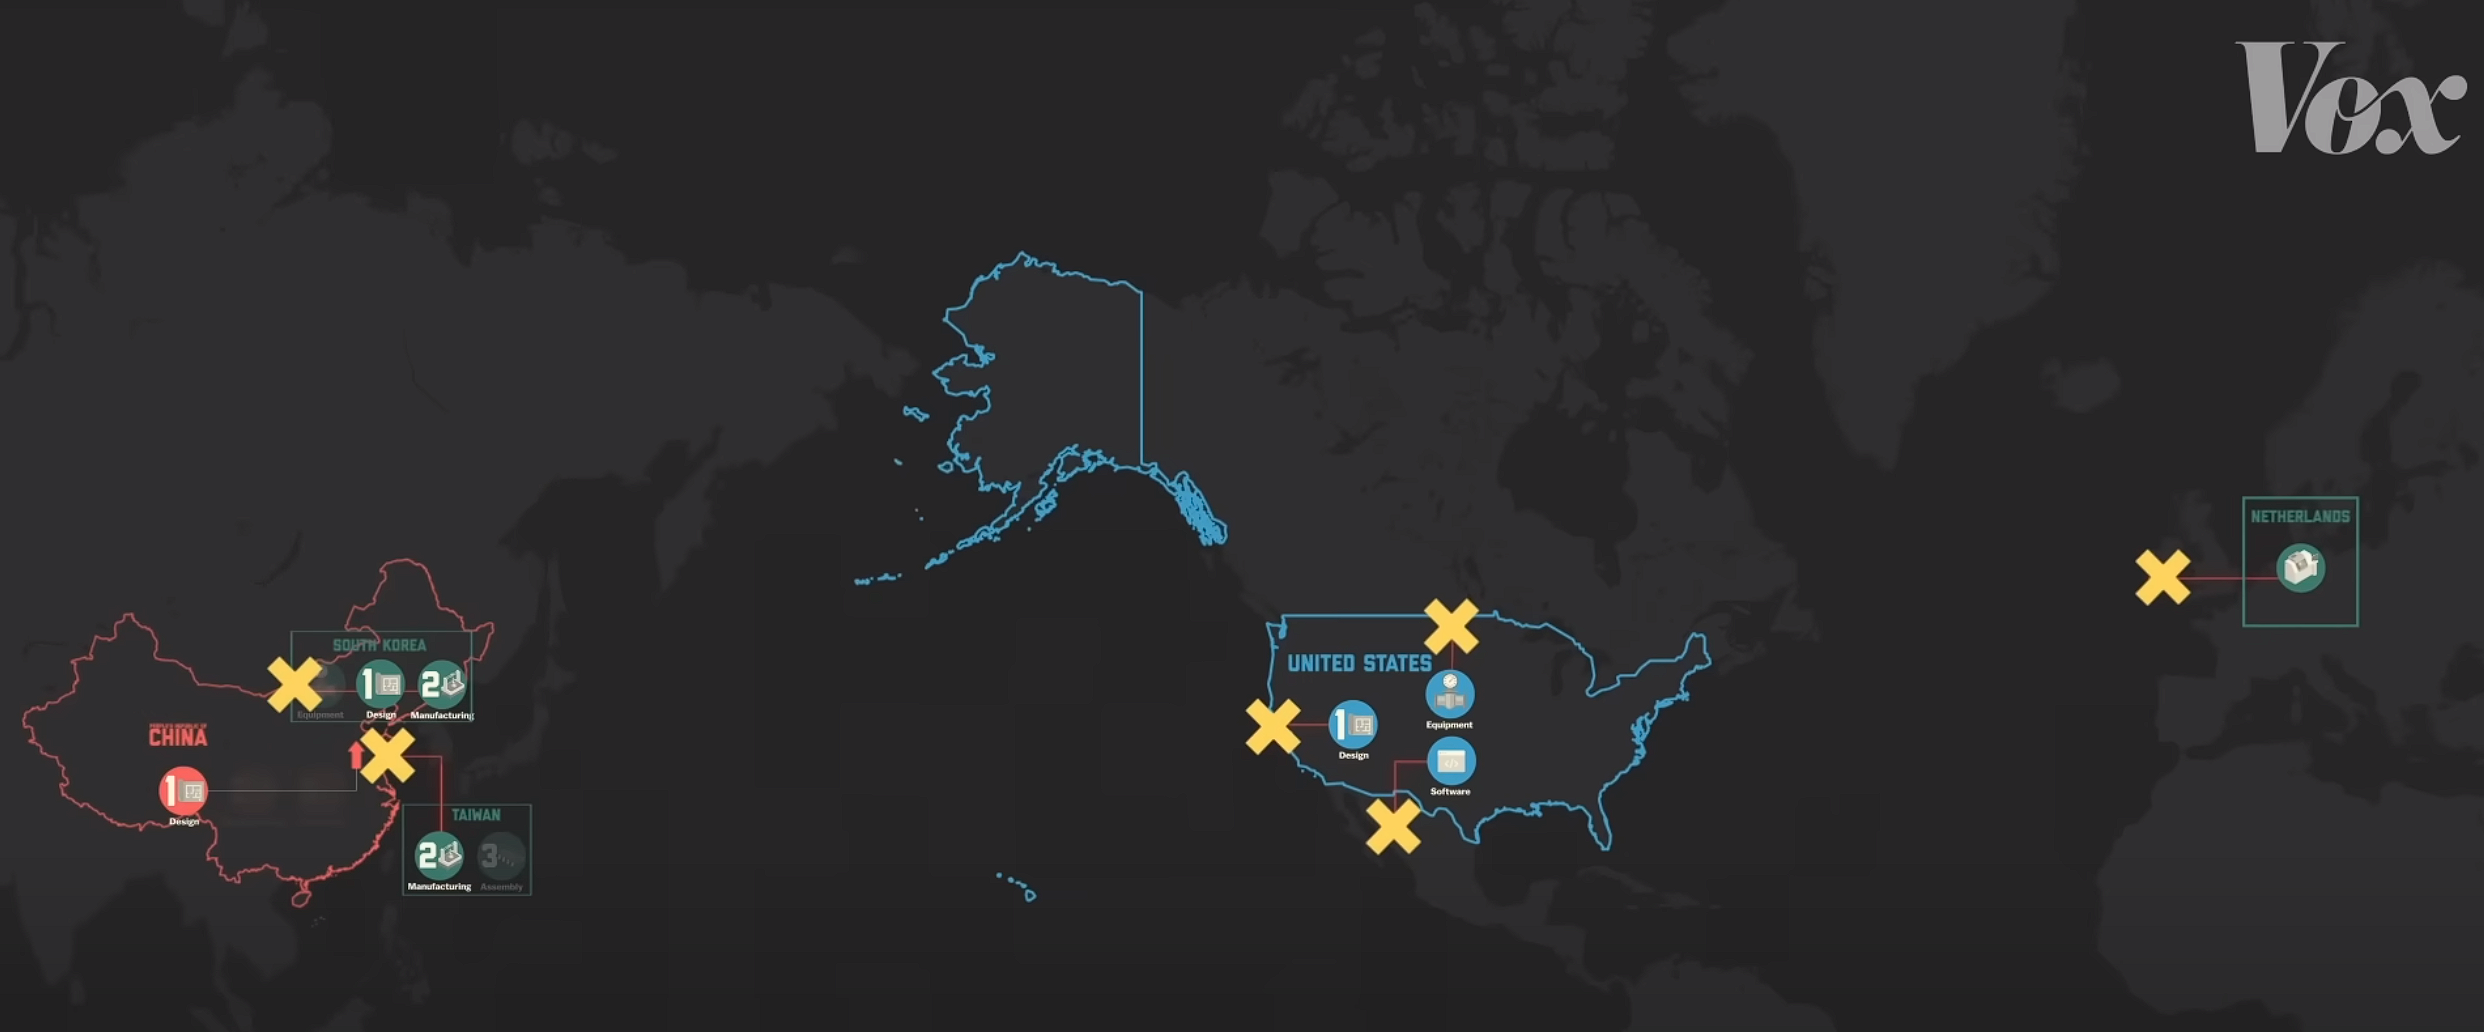 Vox
NETHERLANDS
SOUTH KOREA
1
2
Equipment
Design
Manufacturing
UNITED STATES
1
Equipment
Design
</>
Software
PEOPLE'S REPUBLIC OF
CHINA
1
Design
TAIWAN
2
3
Manufacturing
Assembly